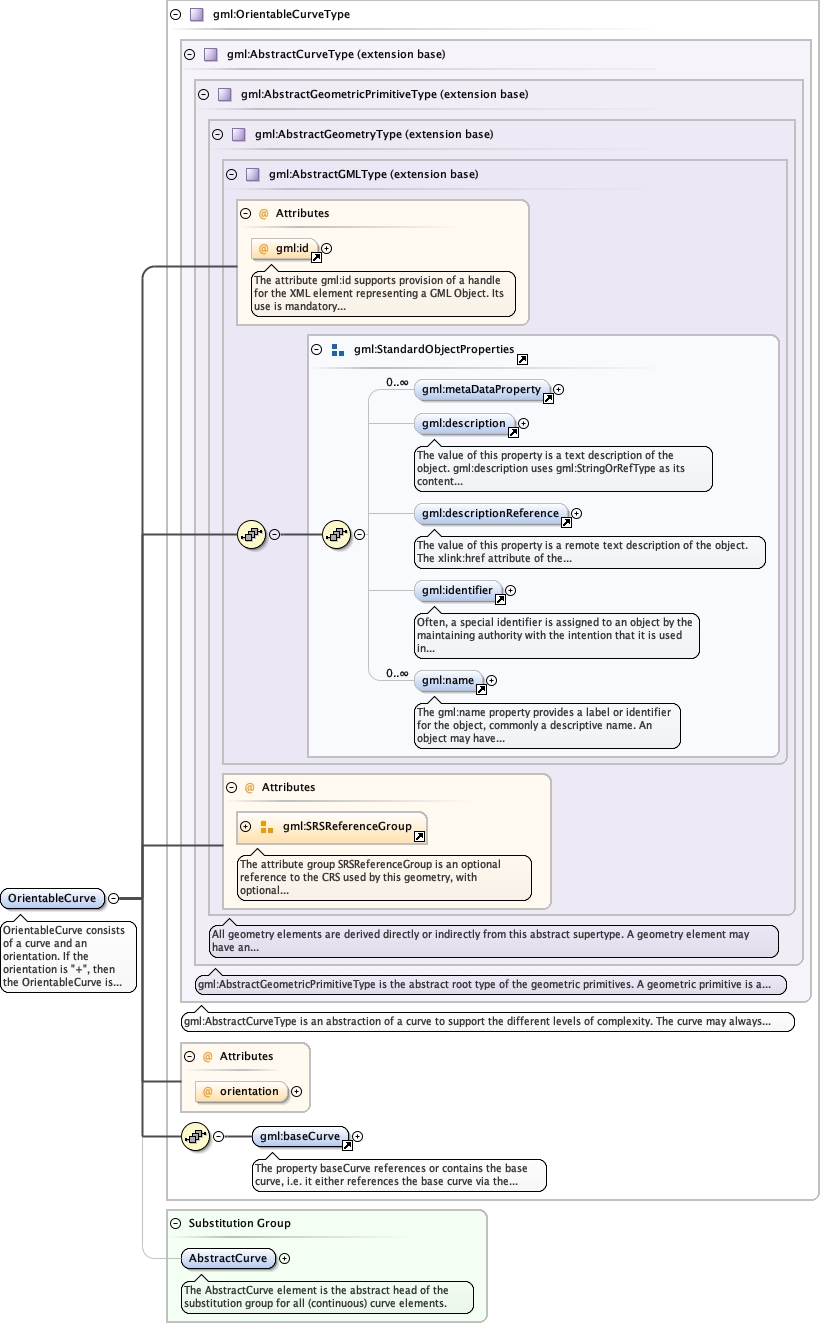 gml:OrientableCurveType
gml:AbstractCurveType (extension base)
gml:AbstractGeometricPrimitiveType (extension base)
gml:AbstractGeometryType (extension base)
gml:AbstractGMLType (extension base)
@ Attributes
@ gml:id
The attribute gml:id supports provision of a handle
for the XML element representing a GML Object. Its
use is mandatory...
gml:StandardObjectProperties
0..∞
gml:metaDataProperty
gml:description
The value of this property is a text description of the
object. gml:description uses gml:StringOrRefType as its
content...
gml:descriptionReference
The value of this property is a remote text description of the object.
The xlink:href attribute of the...
gml:identifier
Often, a special identifier is assigned to an object by the
maintaining authority with the intention that it is used
in...
0..∞
gml:name
The gml:name property provides a label or identifier
for the object, commonly a descriptive name. An
object may have...
@ Attributes
gml:SRSReferenceGroup
The attribute group SRSReferenceGroup is an optional
reference to the CRS used by this geometry, with
optional...
OrientableCurve
OrientableCurve consists
of a curve and an
orientation. If the
orientation is "+", then
the OrientableCurve is...
All geometry elements are derived directly or indirectly from this abstract supertype. A geometry element may
have an...
gml:AbstractGeometricPrimitiveType is the abstract root type of the geometric primitives. A geometric primitive is a...
gml:AbstractCurveType is an abstraction of a curve to support the different levels of complexity. The curve may always...
@ Attributes
@ orientation
gml:baseCurve
The property baseCurve references or contains the base
curve, i.e. it either references the base curve via the...
Substitution Group
AbstractCurve
The AbstractCurve element is the abstract head of the
substitution group for all (continuous) curve elements.